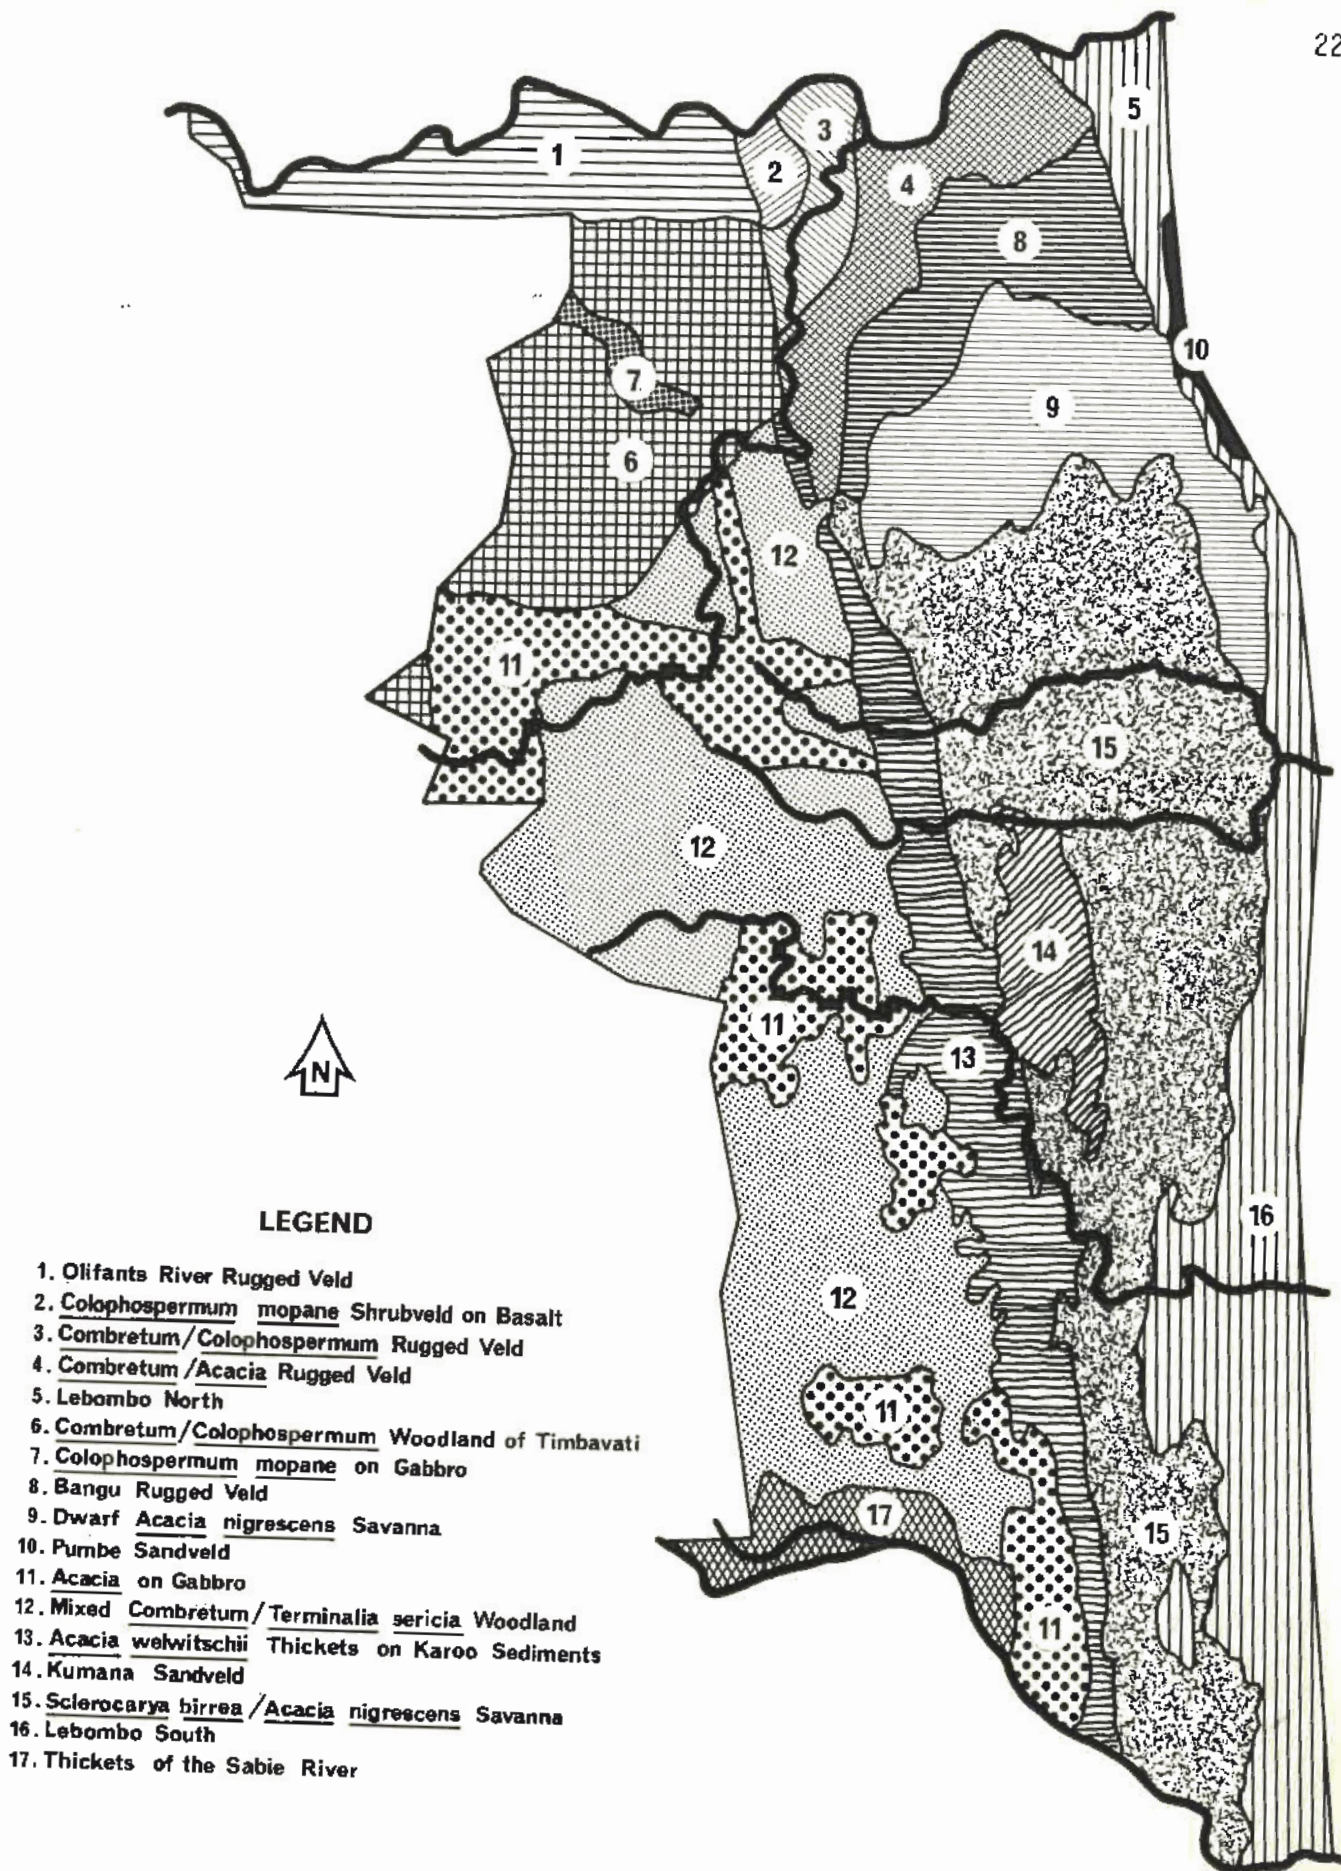 22
5
3
1
2
4
8
10
7
9
6
12
11
15
12
14
11
13
N
16
12
11
17
15
11
LEGEND
1. Olifants River Rugged Veld
2. Colophospermum mopane Shrubveld on Basalt
3. Combretum/Colophospermum Rugged Veld
4. Combretum/Acacia Rugged Veld
5. Lebombo North
6. Combretum/Colophospermum Woodland of Timbavati
7. Colophospermum mopane on Gabbro
8. Bangu Rugged Veld
9. Dwarf Acacia nigrescens Savanna
10. Pumbe Sandveld
11. Acacia on Gabbro
12. Mixed Combretum/Terminalia sericia Woodland
13. Acacia welwitschii Thickets on Karoo Sediments
14. Kumana Sandveld
15. Sclerocarya birrea/Acacia nigrescens Savanna
16. Lebombo South
17. Thickets of the Sabie River